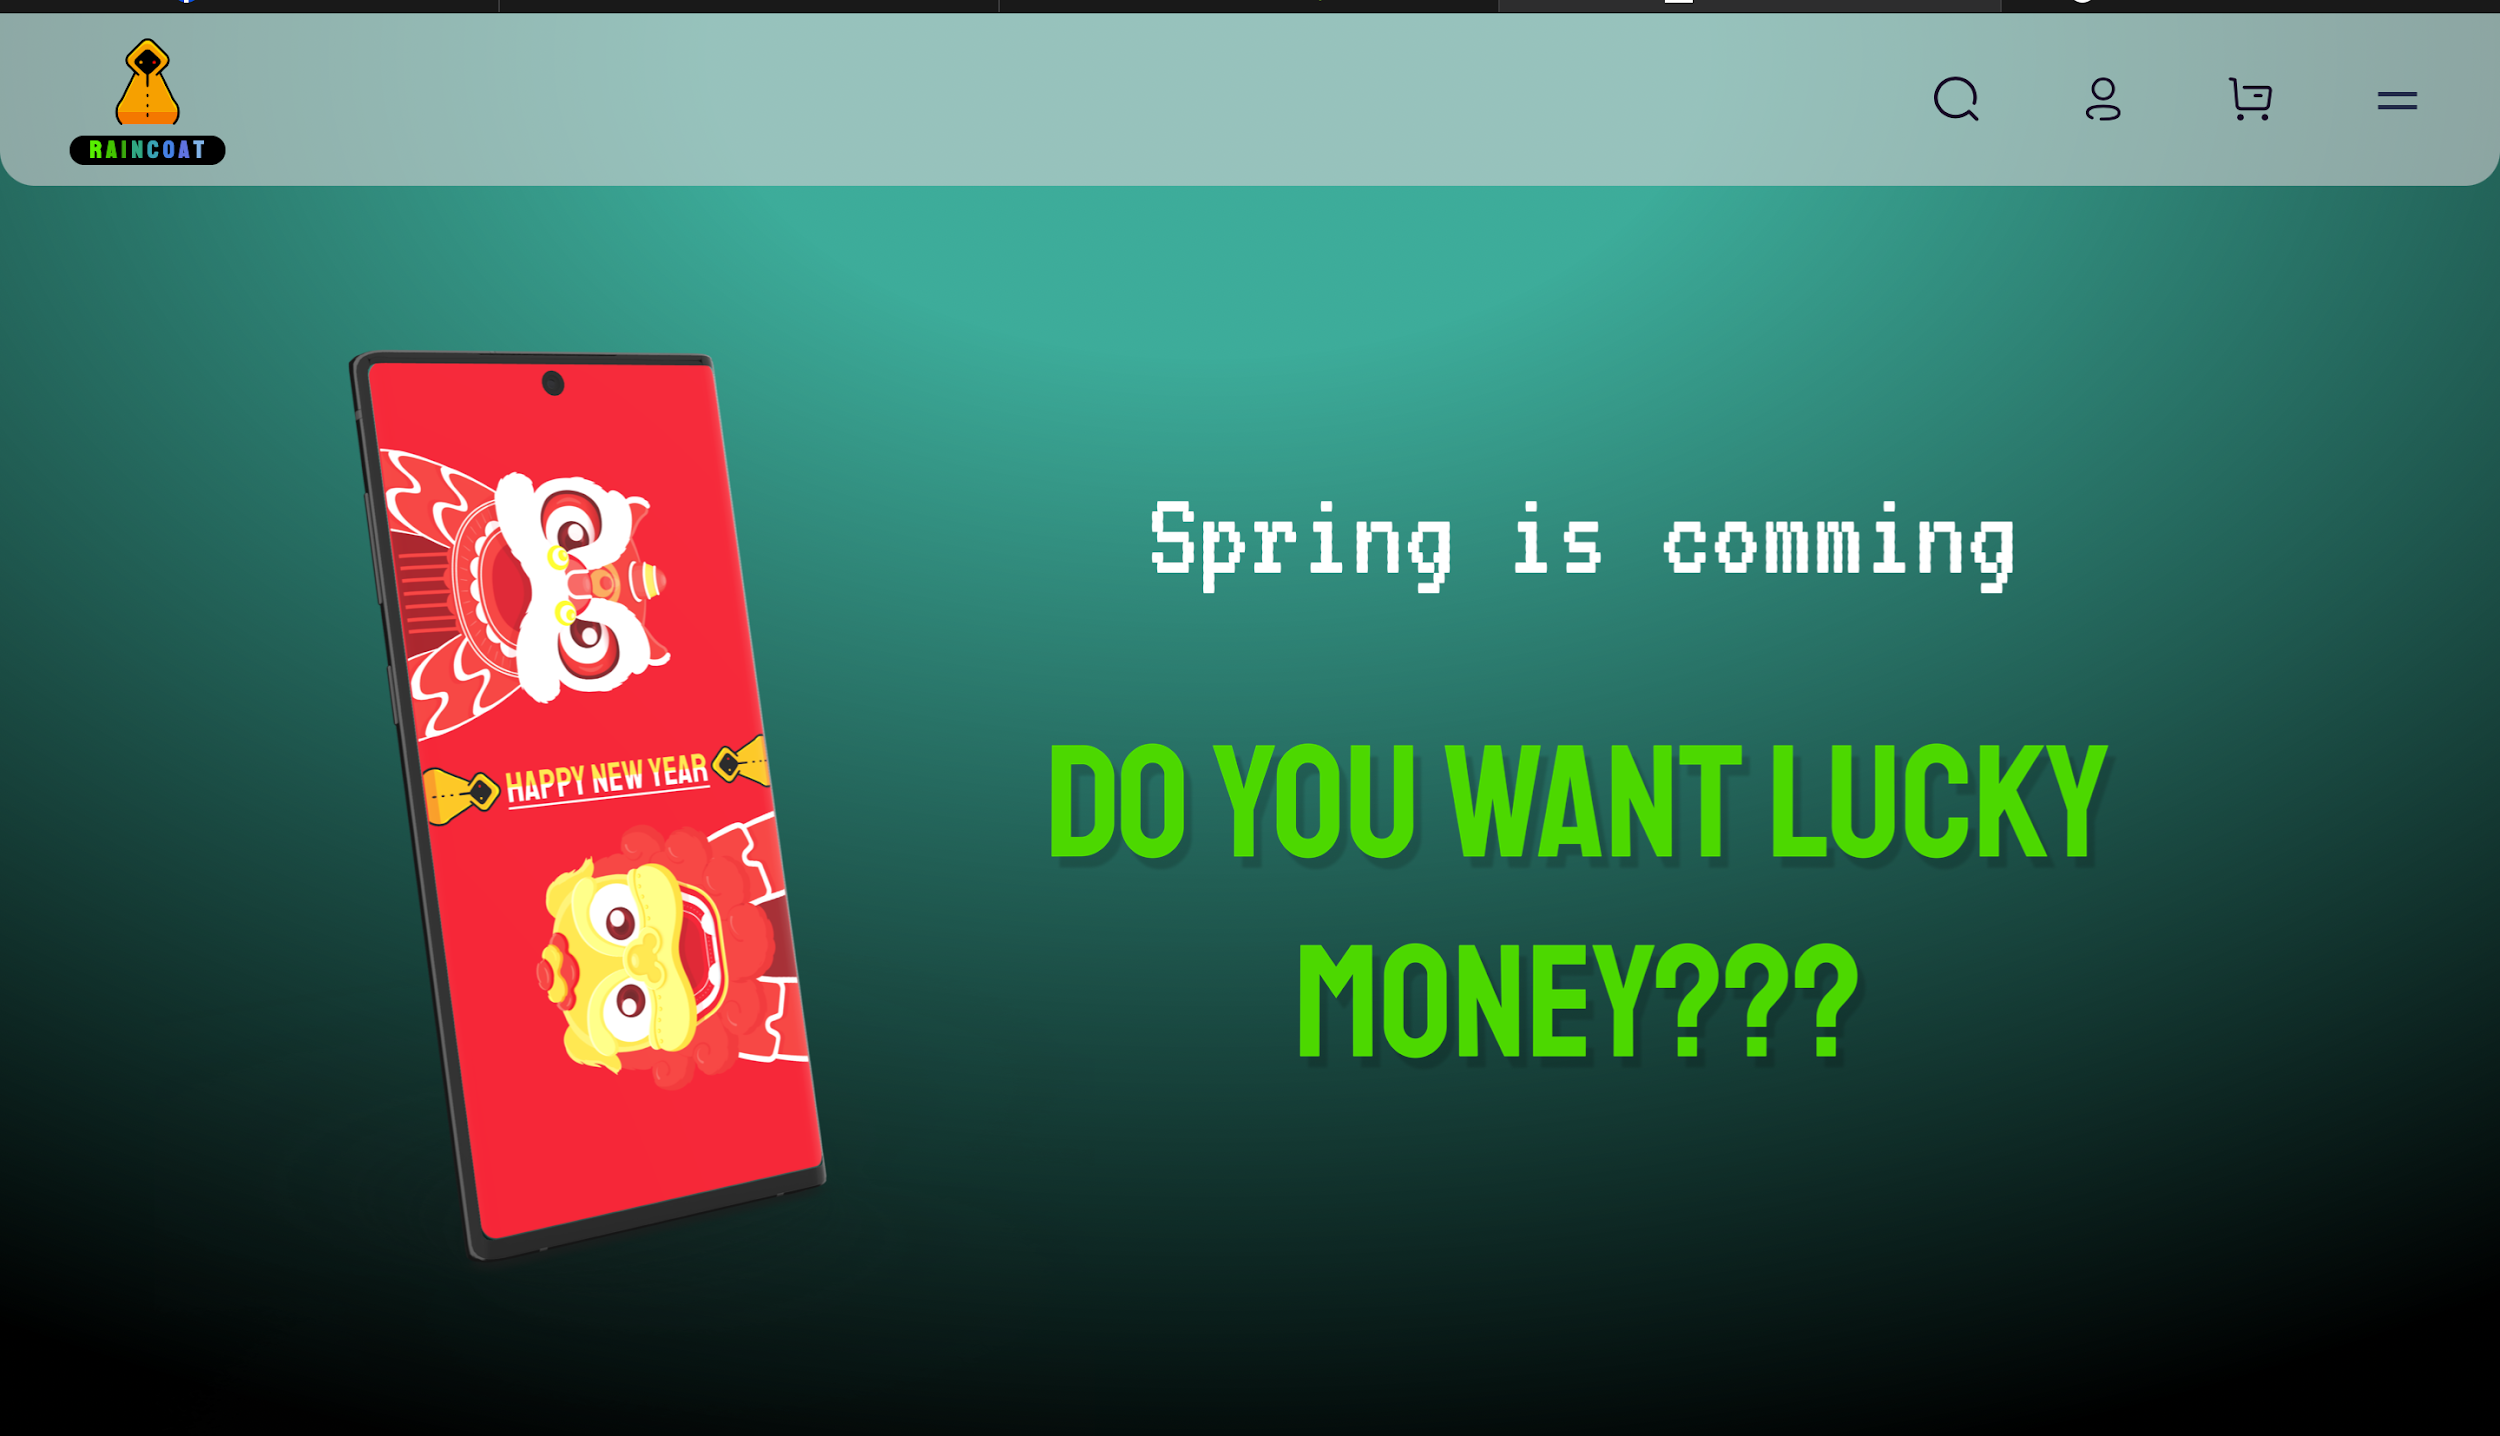 RAINCOAT
Spring is comming
DO YOU WANT LUCKY
MONEY???
HAPPY NEW YEAR